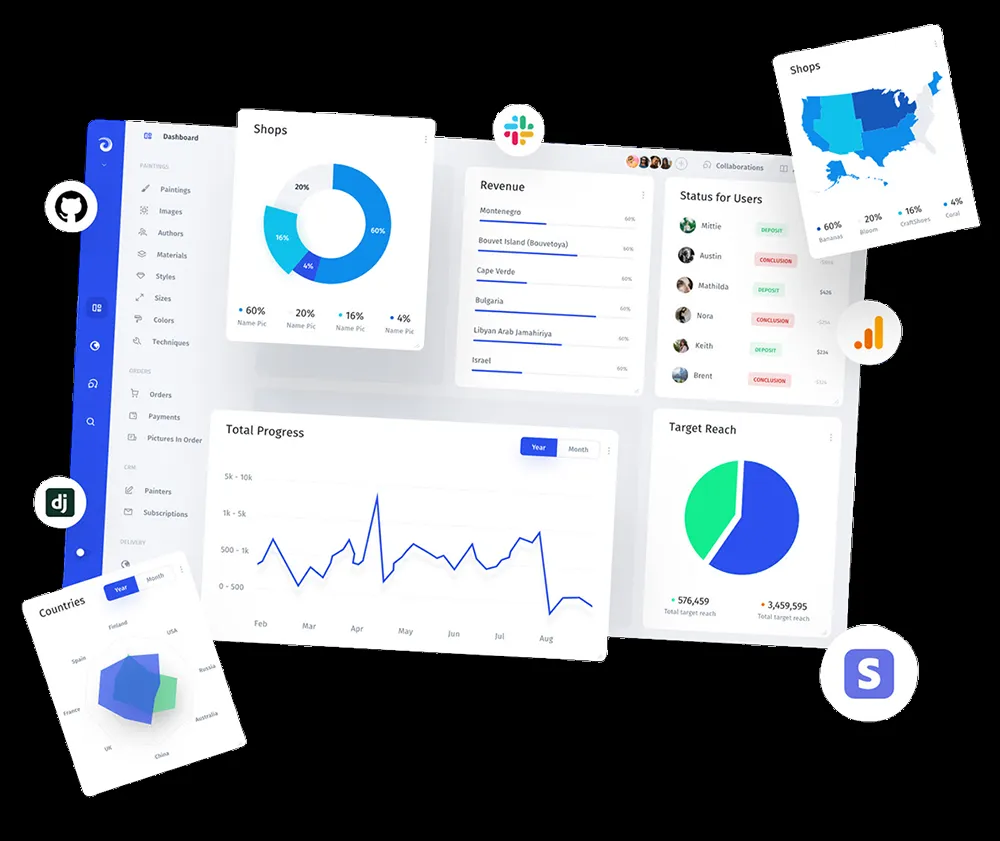 Dashboard
PAINTINGS
Paintings
Images
Authors
Materials
Styles
Sizes
Colors
Techniques
ORDERS
Orders
Payments
Pictures In Order
CRM
Painters
Subscriptions
DELIVERY
Shops
20%
60%
16%
4%
60%
Name Pic
20%
Name Pic
16%
Name Pic
4%
Name Pic
Collaborations
Revenue
Montenegro
60%
Bouvet Island (Bouvetoya)
60%
Cape Verde
60%
Bulgaria
60%
Libyan Arab Jamahiriya
60%
Israel
60%
Status for Users
Mittie
DEPOSIT
Austin
CONCLUSION
Mathilda
DEPOSIT
$426
Nora
CONCLUSION
-$254
Keith
DEPOSIT
$234
Brent
CONCLUSION
Shops
60%
Bananas
20%
Bloom
16%
CraftShoes
4%
Coral
Total Progress
Year
Month
5k - 10k
1k - 5k
500 - 1k
0 - 500
Feb
Mar
Apr
May
Jun
Jul
Aug
Target Reach
576,459
Total target reach
3,459,595
Total target reach
Countries
Year
Month
Finland
USA
Russia
Australia
China
UK
France
Spain
dj
S